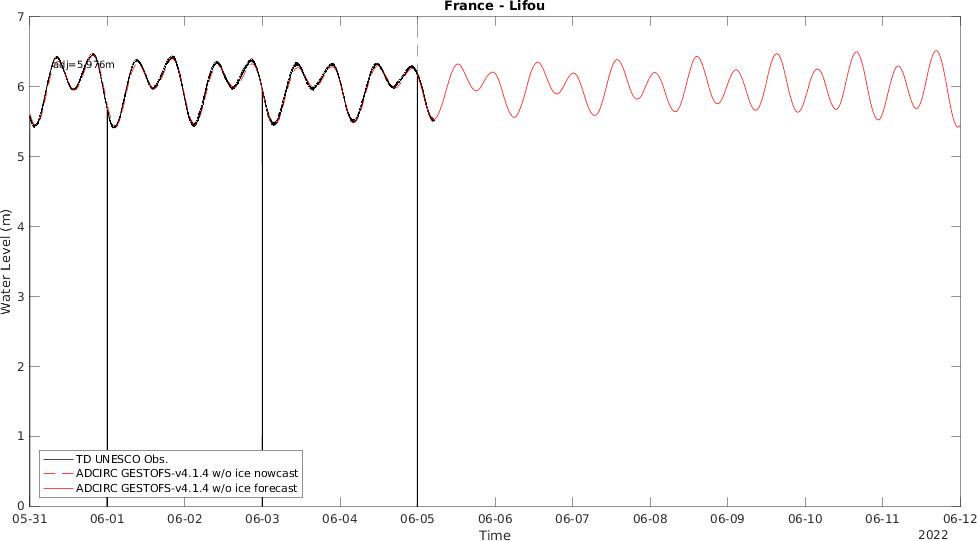 France - Lifou
7
6
5
4
3
2
1
0
Water Level (m)
adj=5.976m
TD UNESCO Obs.
ADCIRC GESTOFS-v4.1.4 w/o ice nowcast
ADCIRC GESTOFS-v4.1.4 w/o ice forecast
05-31 06-01 06-02 06-03 06-04 06-05 06-06 06-07 06-08 06-09 06-10 06-11 06-12
Time
2022